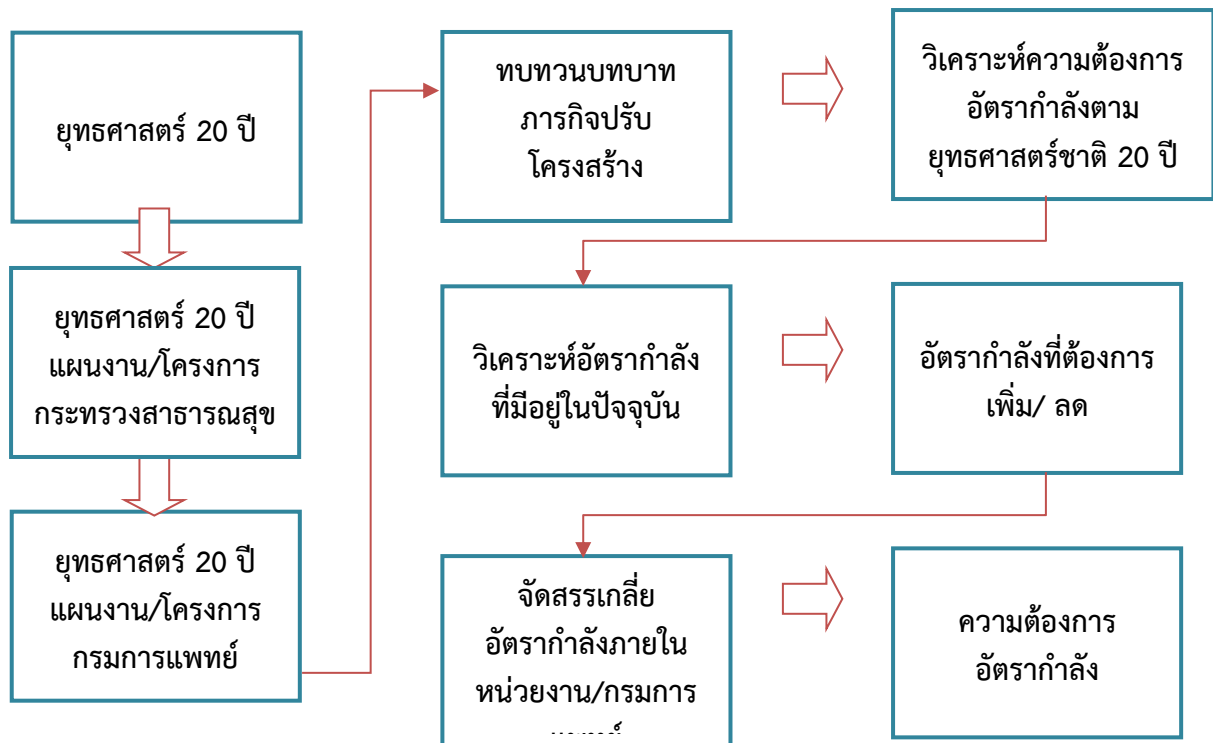 ยุทธศาสตร์ 20 ปี
ยุทธศาสตร์ 20 ปี
แผนงาน/โครงการ
กระทรวงสาธารณสุข
ยุทธศาสตร์ 20 ปี
แผนงาน/โครงการ
กรมการแพทย์
ทบทวนบทบาท
ภารกิจปรับ
โครงสร้าง
วิเคราะห์ความต้องการ
อัตรากำลังตาม
ยุทธศาสตร์ชาติ 20 ปี
วิเคราะห์อัตรากำลัง
ที่มีอยู่ในปัจจุบัน
อัตรากำลังที่ต้องการ
เพิ่ม/ ลด
จัดสรรเกลี่ย
อัตรากำลังภายใน
หน่วยงาน/กรมการ
ความต้องการ
อัตรากำลัง